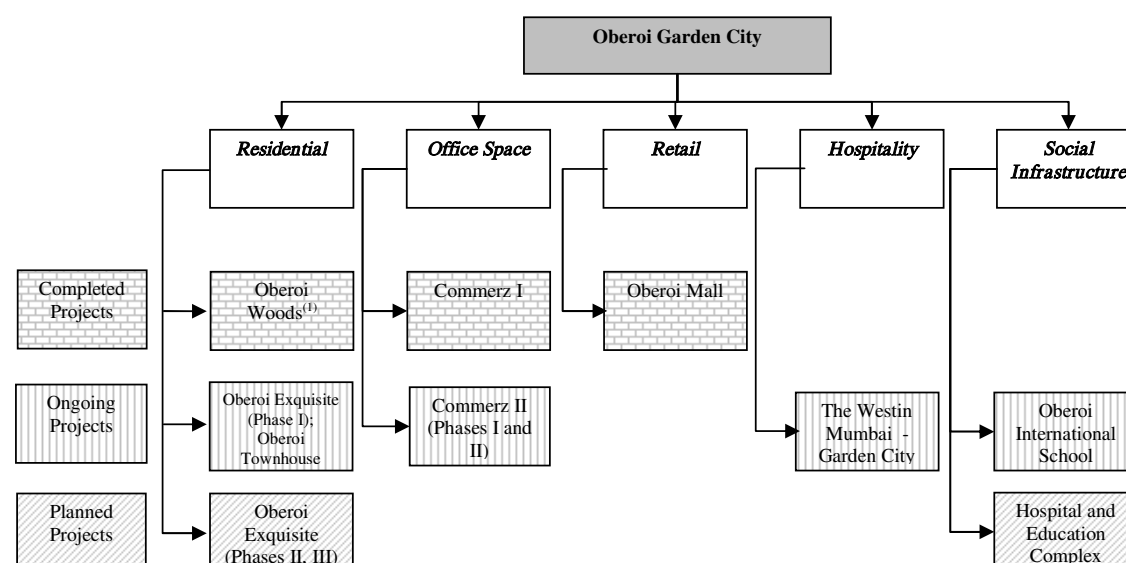 Oberoi Garden City
Residential
Office Space
Retail
Hospitality
Social
Infrastructure
Completed
Projects
Oberoi
Woods(1)
Commerz I
Oberoi Mall
Ongoing
Projects
Oberoi Exquisite
(Phase I);
Oberoi
Townhouse
Commerz II
(Phases I and
II)
The Westin
Mumbai -
Garden City
Oberoi
International
School
Planned
Projects
Oberoi
Exquisite
(Phases II, III)
Hospital and
Education
Complex